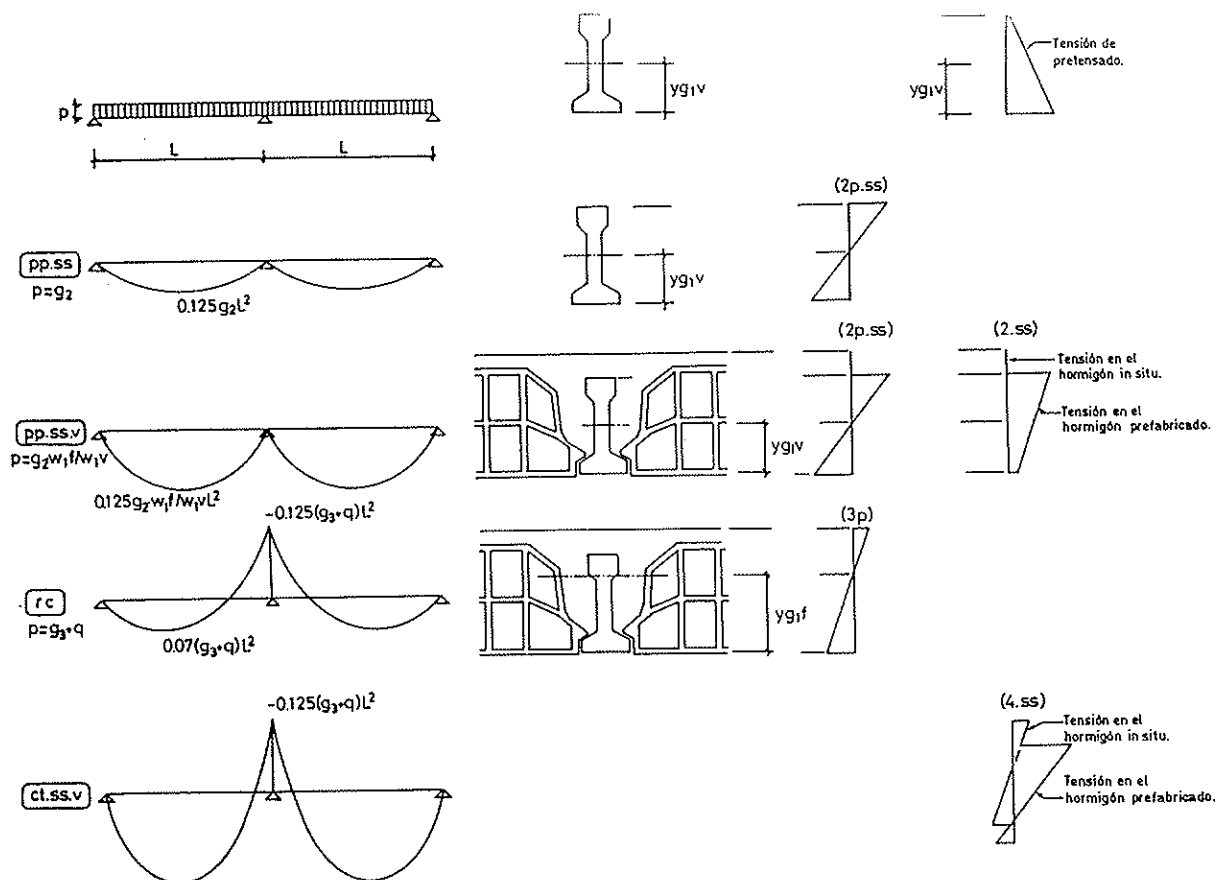 Tensión de
pretensado.
yg₁v
yg₁v
p
L
L
(2p.ss)
pp.ss
p=g₂
0.125g₂L²
yg₁v
(2p.ss)
(2.ss)
Tensión en el
hormigón in situ.
Tensión en el
hormigón prefabricado.
pp.ss.v
p=g₂w₁f/w₁v
yg₁v
0.125g₂w₁f/w₁vL²
-0.125(g₃+q)L²
(3p)
rc
p=g₃+q
yg₁f
0.07(g₃+q)L²
-0.125(g₃+q)L²
(4.ss)
Tensión en el
hormigón in situ.
ct.ss.v
Tensión en el
hormigón prefabricado.